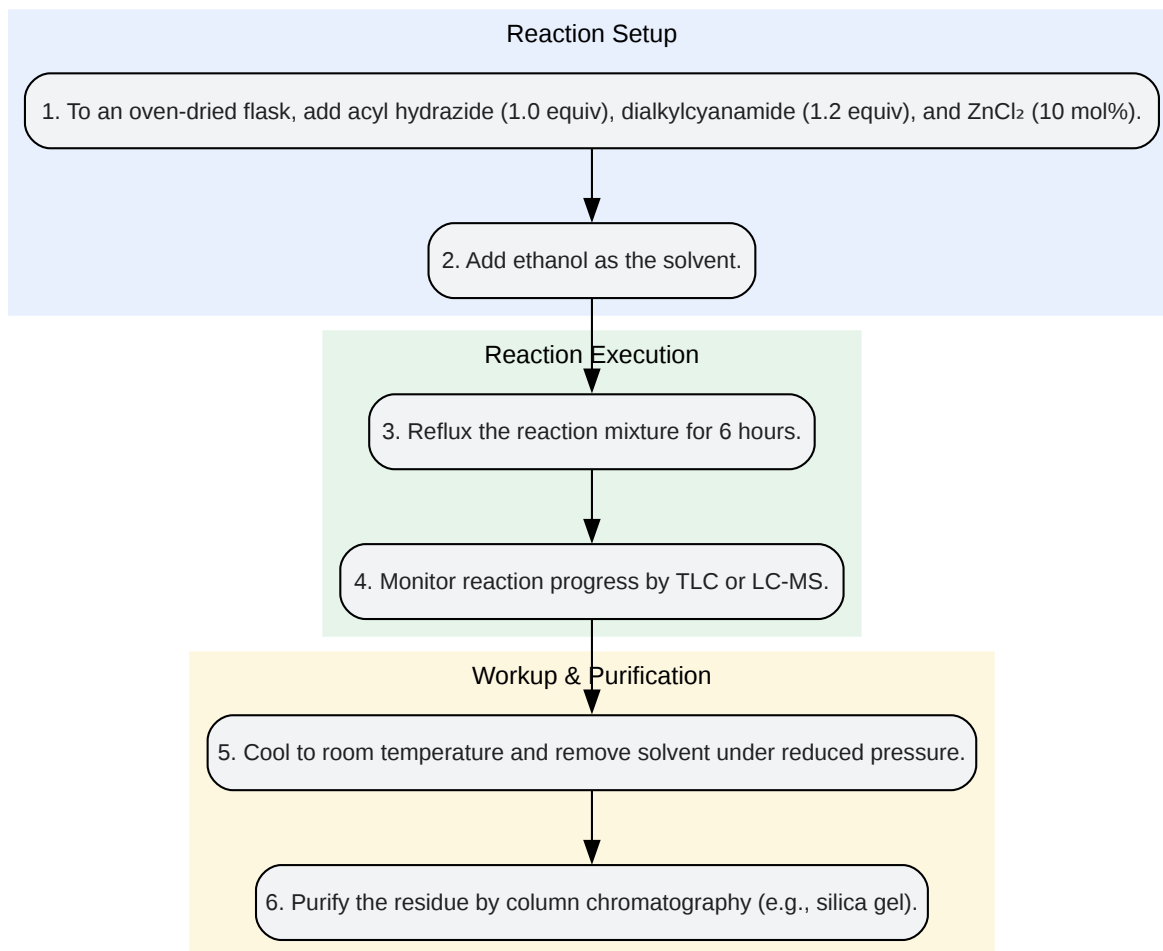 Reaction Setup
1. To an oven-dried flask, add acyl hydrazide (1.0 equiv), dialkylcyanamide (1.2 equiv), and ZnCl₂ (10 mol%).
2. Add ethanol as the solvent.
Reaction Execution
3. Reflux the reaction mixture for 6 hours.
4. Monitor reaction progress by TLC or LC-MS.
Workup & Purification
5. Cool to room temperature and remove solvent under reduced pressure.
6. Purify the residue by column chromatography (e.g., silica gel).